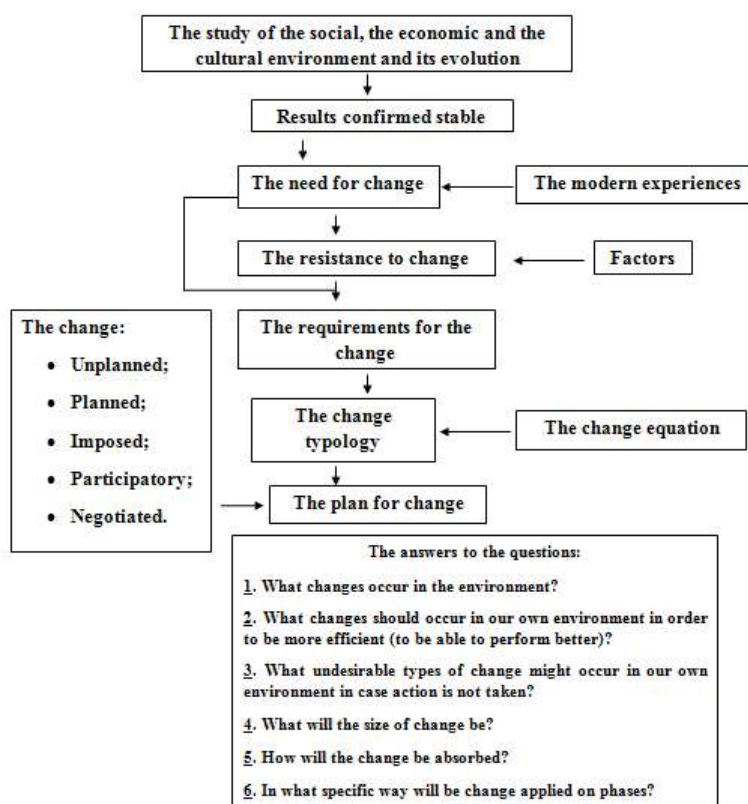 The study of the social, the economic and the
cultural environment and its evolution
Results confirmed stable
The need for change
The modern experiences
The resistance to change
Factors
The change:
• Unplanned;
• Planned;
• Imposed;
• Participatory;
• Negotiated.
The requirements for the
change
The change
typology
The change equation
The plan for change
The answers to the questions:
1. What changes occur in the environment?
2. What changes should occur in our own environment in order
to be more efficient (to be able to perform better)?
3. What undesirable types of change might occur in our own
environment in case action is not taken?
4. What will the size of change be?
5. How will the change be absorbed?
6. In what specific way will be change applied on phases?